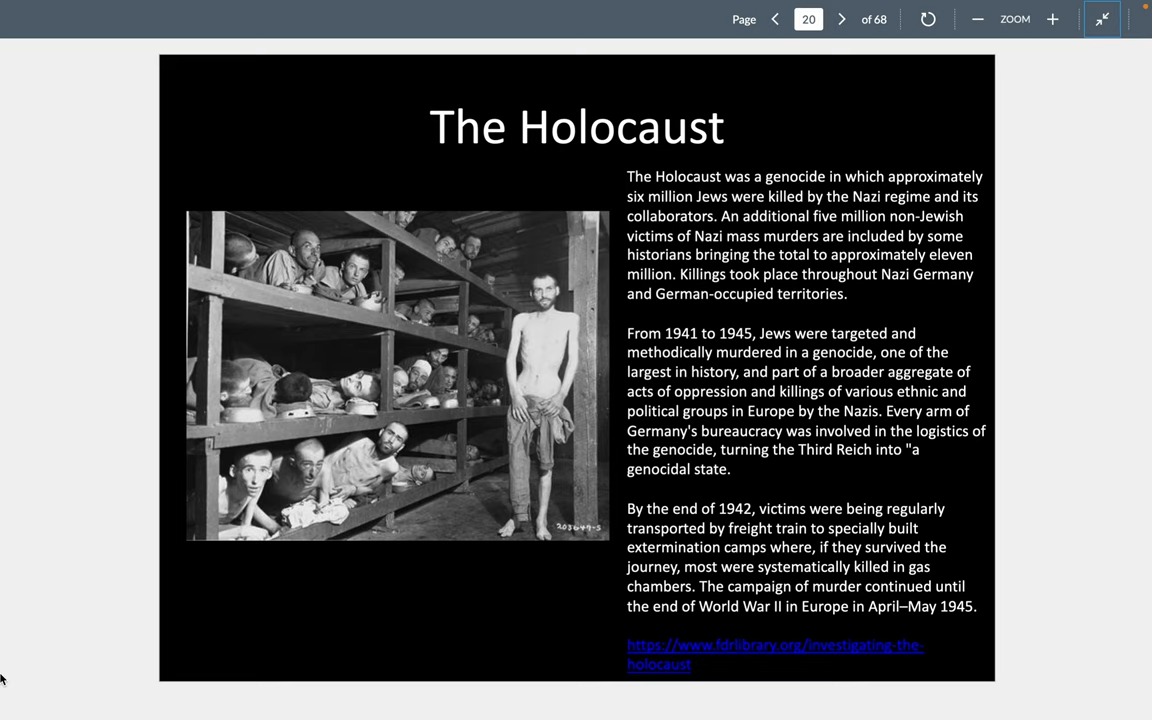 Page 20 of 68 ZOOM
The Holocaust
The Holocaust was a genocide in which approximately
six million Jews were killed by the Nazi regime and its
collaborators. An additional five million non-Jewish
victims of Nazi mass murders are included by some
historians bringing the total to approximately eleven
million. Killings took place throughout Nazi Germany
and German-occupied territories.
From 1941 to 1945, Jews were targeted and
methodically murdered in a genocide, one of the
largest in history, and part of a broader aggregate of
acts of oppression and killings of various ethnic and
political groups in Europe by the Nazis. Every arm of
Germany's bureaucracy was involved in the logistics of
the genocide, turning the Third Reich into "a
genocidal state.
By the end of 1942, victims were being regularly
transported by freight train to specially built
extermination camps where, if they survived the
journey, most were systematically killed in gas
chambers. The campaign of murder continued until
the end of World War II in Europe in April–May 1945.
https://www.fdrlibrary.org/investigating-the-
holocaust